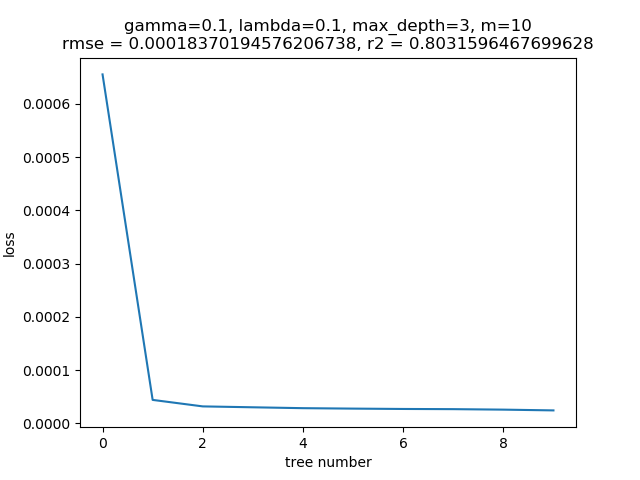 gamma=0.1, lambda=0.1, max_depth=3, m=10
rmse = 0.00018370194576206738, r2 = 0.8031596467699628
0.0006
0.0005
0.0004
0.0003
0.0002
0.0001
0.0000
loss
0 2 4 6 8
tree number